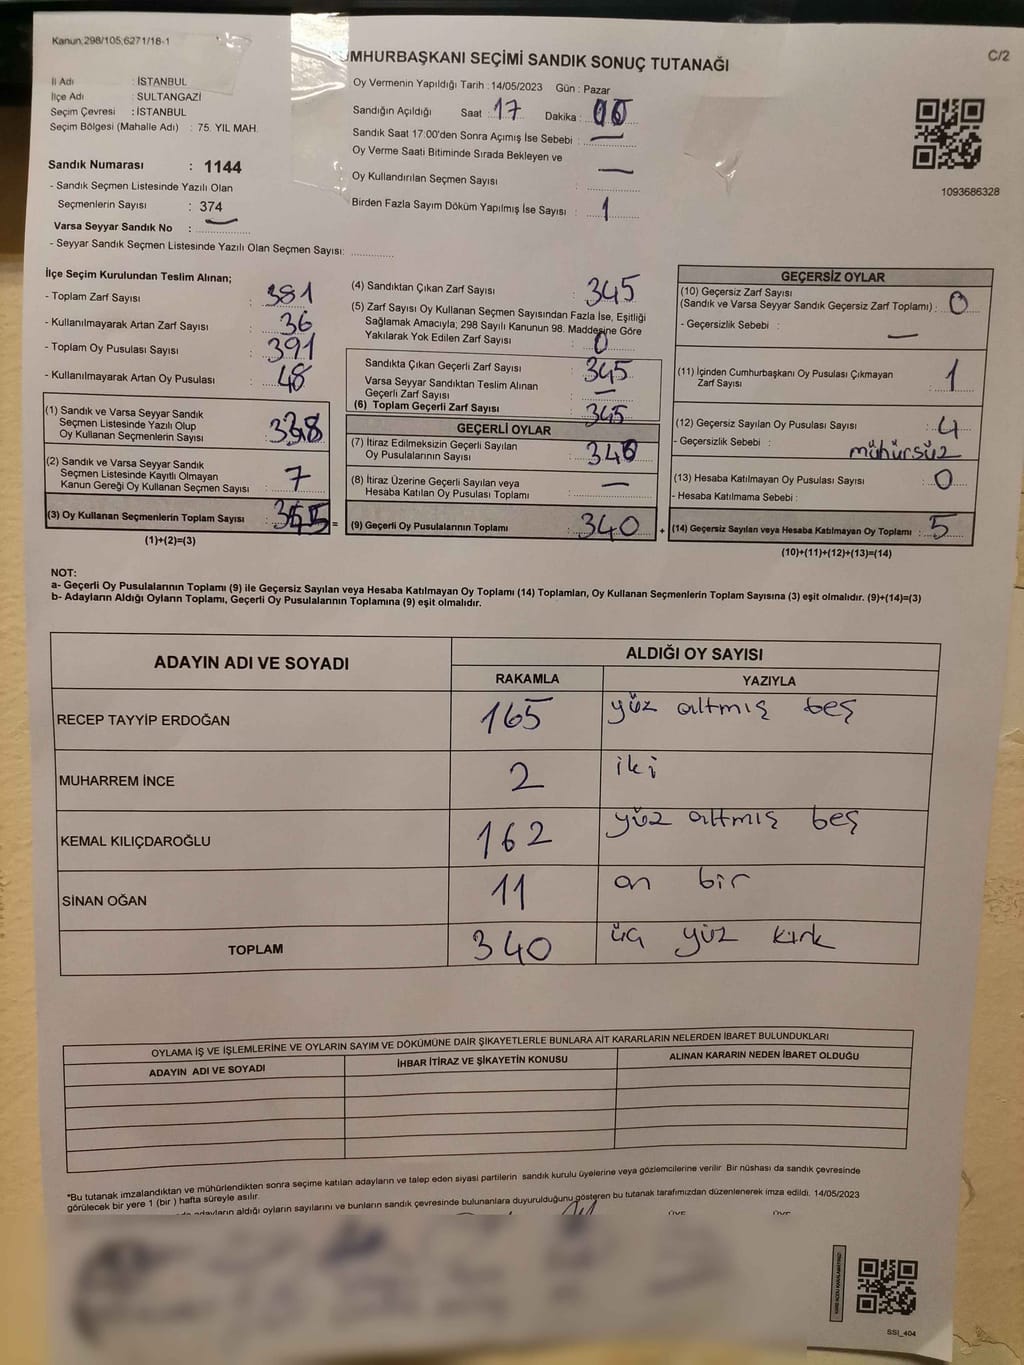 Kanun:298/105;6271/18-1
C/2
UMHURBAŞKANI SEÇİMİ SANDIK SONUÇ TUTANAĞI
İl Adı : İSTANBUL
İlçe Adı : SULTANGAZİ
Seçim Çevresi : İSTANBUL
Seçim Bölgesi (Mahalle Adı) : 75. YIL MAH.
Oy Vermenin Yapıldığı Tarih : 14/05/2023 Gün : Pazar
Sandığın Açıldığı Saat : 17 Dakika :
Sandık Saat 17:00'den Sonra Açımış İse Sebebi : —
Oy Verme Saati Bitiminde Sırada Bekleyen ve
Oy Kullandırılan Seçmen Sayısı : —
Birden Fazla Sayım Döküm Yapılmış İse Sayısı : 1
1093686328
Sandık Numarası : 1144
- Sandık Seçmen Listesinde Yazılı Olan
Seçmenlerin Sayısı : 374
Varsa Seyyar Sandık No : —
- Seyyar Sandık Seçmen Listesinde Yazılı Olan Seçmen Sayısı:
İlçe Seçim Kurulundan Teslim Alınan;
- Toplam Zarf Sayısı : 381
- Kullanılmayarak Artan Zarf Sayısı : 36
- Toplam Oy Pusulası Sayısı : 391
- Kullanılmayarak Artan Oy Pusulası : 48
(1) Sandık ve Varsa Seyyar Sandık
Seçmen Listesinde Yazılı Olup
Oy Kullanan Seçmenlerin Sayısı : 338
(2) Sandık ve Varsa Seyyar Sandık
Seçmen Listesinde Kayıtlı Olmayan
Kanun Gereği Oy Kullanan Seçmen Sayısı : 7
(3) Oy Kullanan Seçmenlerin Toplam Sayısı : =
(1)+(2)=(3)
(4) Sandıktan Çıkan Zarf Sayısı : 345
(5) Zarf Sayısı Oy Kullanan Seçmen Sayısından Fazla İse, Eşitliği
Sağlamak Amacıyla; 298 Sayılı Kanunun 98. Maddesine Göre
Yakılarak Yok Edilen Zarf Sayısı : 0
Sandıkta Çıkan Geçerli Zarf Sayısı : 345
Varsa Seyyar Sandıktan Teslim Alınan
Geçerli Zarf Sayısı : —
(6) Toplam Geçerli Zarf Sayısı : 345
GEÇERLİ OYLAR
(7) İtiraz Edilmeksizin Geçerli Sayılan
Oy Pusulalarının Sayısı : 340
(8) İtiraz Üzerine Geçerli Sayılan veya
Hesaba Katılan Oy Pusulası Toplamı : —
(9) Geçerli Oy Pusulalarının Toplamı : 340 +
GEÇERSİZ OYLAR
(10) Geçersiz Zarf Sayısı
(Sandık ve Varsa Seyyar Sandık Geçersiz Zarf Toplamı) : 0
- Geçersizlik Sebebi : —
(11) İçinden Cumhurbaşkanı Oy Pusulası Çıkmayan
Zarf Sayısı : 1
(12) Geçersiz Sayılan Oy Pusulası Sayısı : 4
- Geçersizlik Sebebi : mühürsüz
(13) Hesaba Katılmayan Oy Pusulası Sayısı : 0
- Hesaba Katılmama Sebebi :
(14) Geçersiz Sayılan veya Hesaba Katılmayan Oy Toplamı : 5
(10)+(11)+(12)+(13)=(14)
NOT:
a- Geçerli Oy Pusulalarının Toplamı (9) ile Geçersiz Sayılan veya Hesaba Katılmayan Oy Toplamı (14) Toplamları, Oy Kullanan Seçmenlerin Toplam Sayısına (3) eşit olmalıdır. (9)+(14)=(3)
b- Adayların Aldığı Oyların Toplamı, Geçerli Oy Pusulalarının Toplamına (9) eşit olmalıdır.
ADAYIN ADI VE SOYADI
ALDIĞI OY SAYISI
RAKAMLA YAZIYLA
RECEP TAYYİP ERDOĞAN 165 yüz altmış beş
MUHARREM İNCE 2 iki
KEMAL KILIÇDAROĞLU 162 yüz altmış beş
SİNAN OĞAN 11 on bir
TOPLAM 340 üç yüz kırk
OYLAMA İŞ VE İŞLEMLERİNE VE OYLARIN SAYIM VE DÖKÜMÜNE DAİR ŞİKAYETLERLE BUNLARA AİT KARARLARIN NELERDEN İBARET BULUNDUKLARI
ADAYIN ADI VE SOYADI İHBAR İTİRAZ VE ŞİKAYETİN KONUSU ALINAN KARARIN NEDEN İBARET OLDUĞU
*Bu tutanak imzalandıktan ve mühürlendikten sonra seçime katılan adayların ve talep eden siyasi partilerin sandık kurulu üyelerine veya gözlemcilerine verilir. Bir nüshası da sandık çevresinde
görülecek bir yere 1 (bir ) hafta süreyle asılır.
adayların aldığı oyların sayılarını ve bunların sandık çevresinde bulunanlara duyurulduğunu gösteren bu tutanak tarafımızdan düzenlenerek imza edildi. 14/05/2023
SSI_404